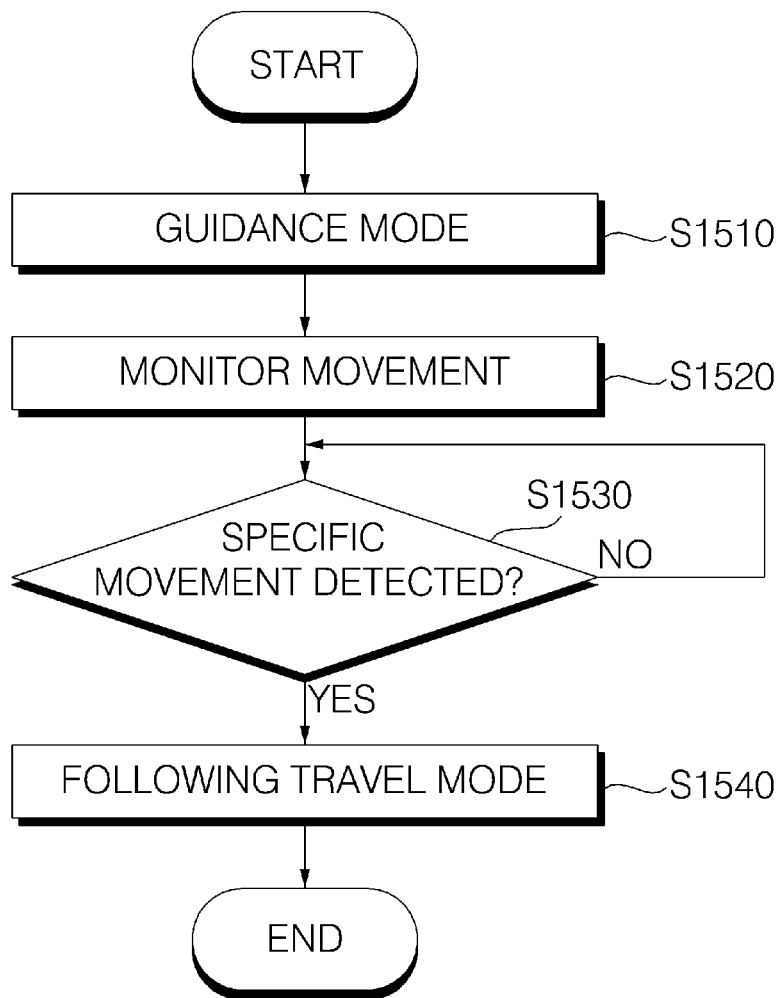 START
GUIDANCE MODE
S1510
MONITOR MOVEMENT
S1520
S1530
SPECIFIC
MOVEMENT DETECTED?
NO
YES
FOLLOWING TRAVEL MODE
S1540
END